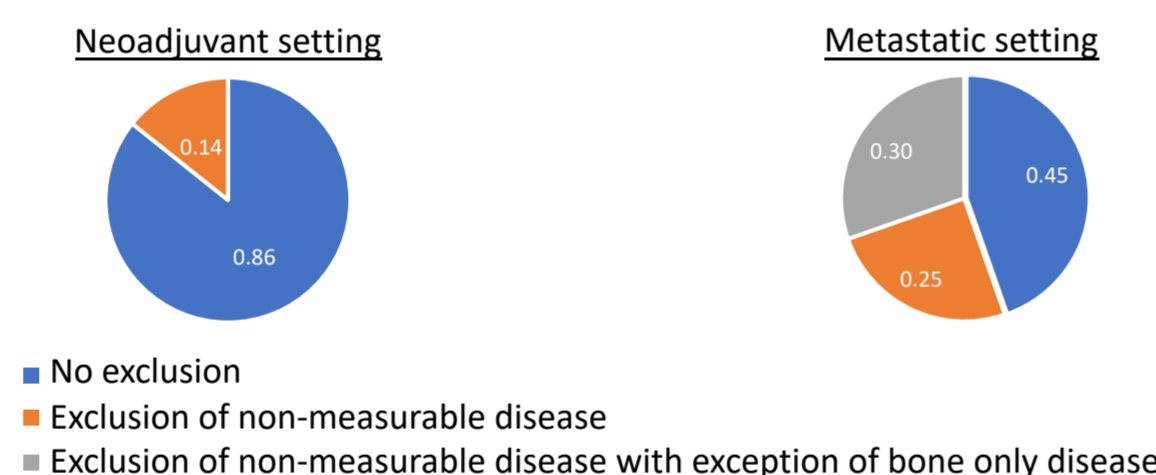 Neoadjuvant setting
Metastatic setting
0.14
0.86
0.30
0.45
0.25
No exclusion
Exclusion of non-measurable disease
Exclusion of non-measurable disease with exception of bone only disease